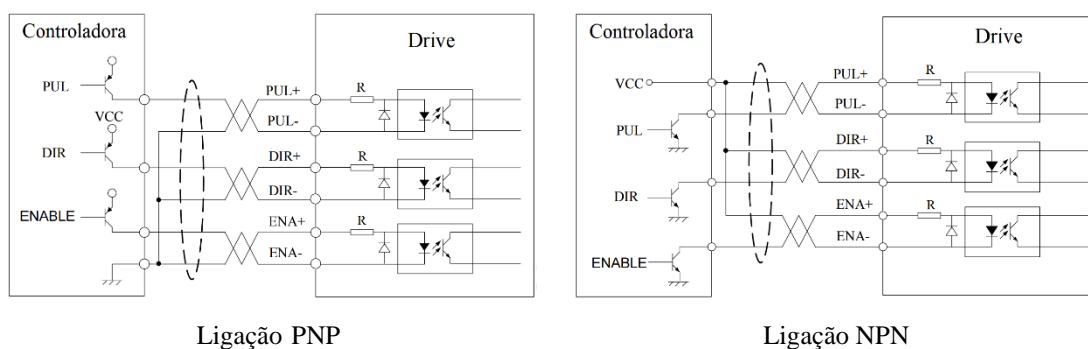 Controladora
Drive
PUL
VCC
DIR
ENABLE
PUL+
R
PUL-
DIR+
R
DIR-
ENA+
R
ENA-
Ligação PNP
Controladora
Drive
VCC
PUL
DIR
ENABLE
PUL+
R
PUL-
DIR+
R
DIR-
ENA+
R
ENA-
Ligação NPN